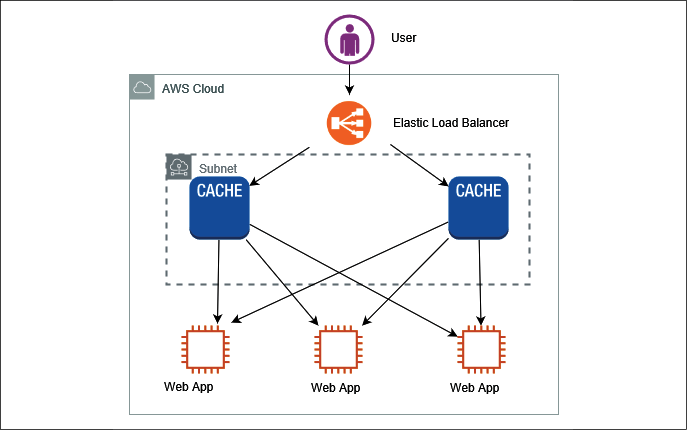 User
AWS Cloud
Elastic Load Balancer
Subnet
CACHE
CACHE
Web App
Web App
Web App